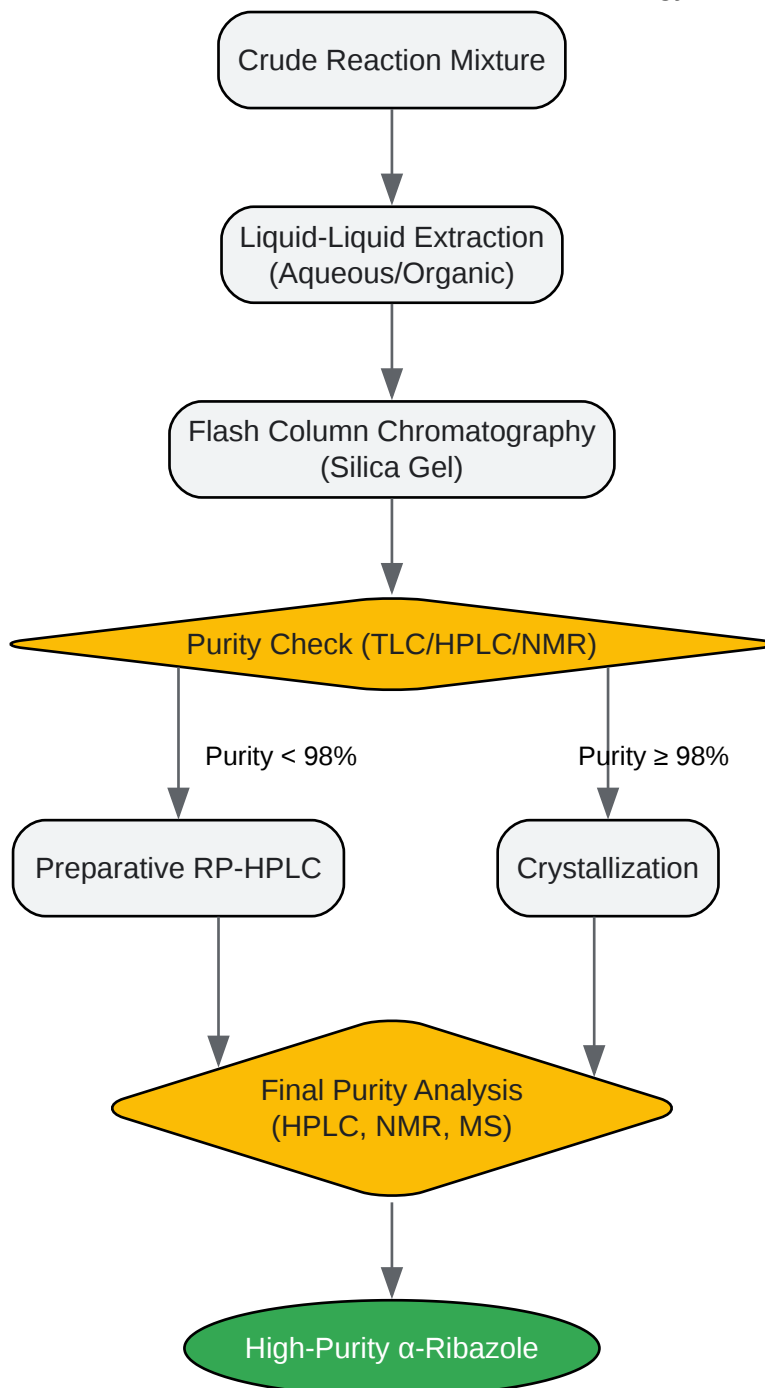 Crude Reaction Mixture
Liquid-Liquid Extraction
(Aqueous/Organic)
Flash Column Chromatography
(Silica Gel)
Purity Check (TLC/HPLC/NMR)
Purity < 98%
Purity ≥ 98%
Preparative RP-HPLC
Crystallization
Final Purity Analysis
(HPLC, NMR, MS)
High-Purity α-Ribazole